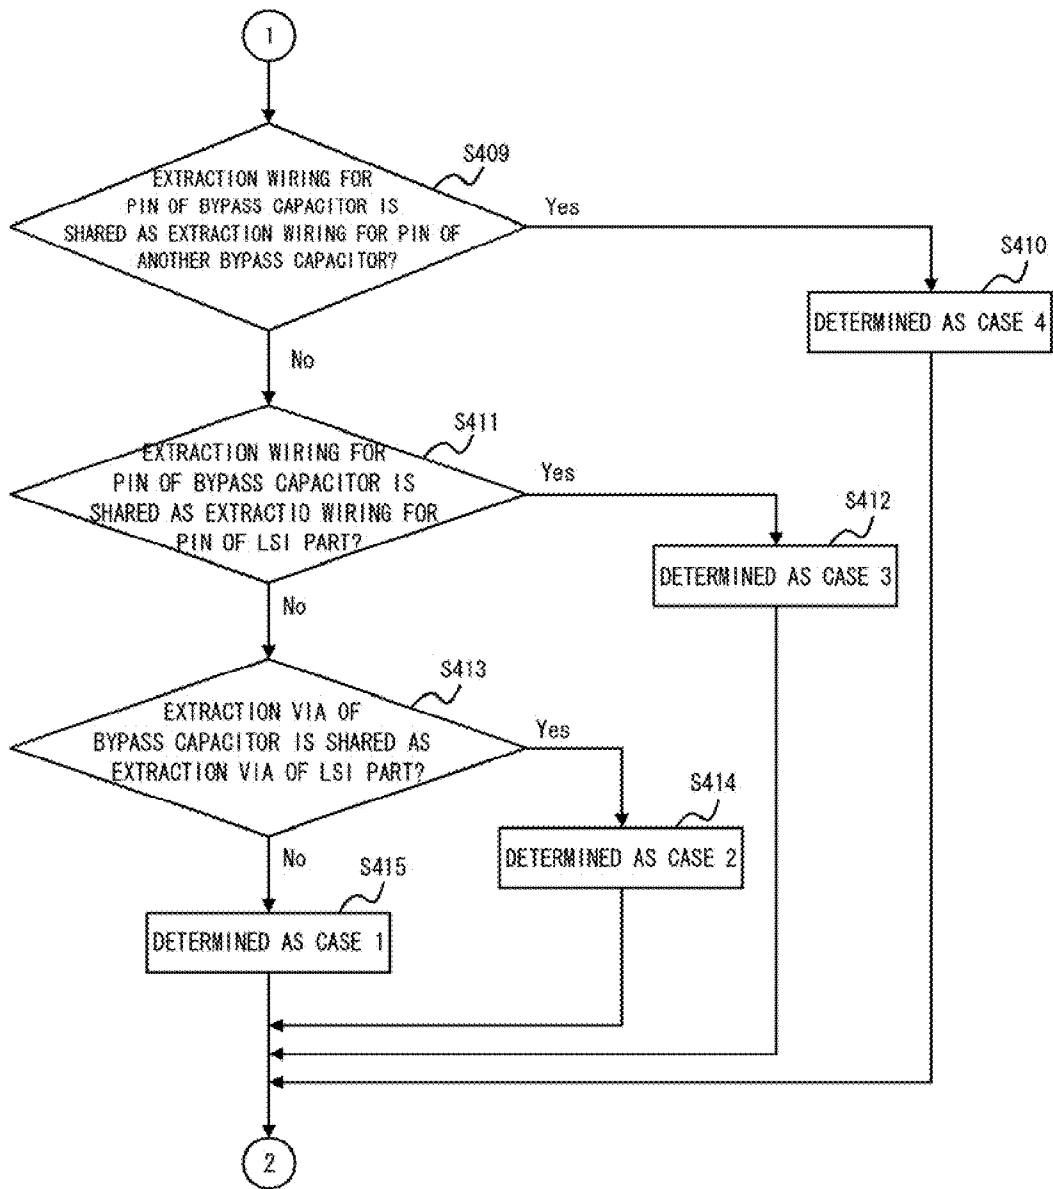 1
S409
EXTRACTION WIRING FOR
PIN OF BYPASS CAPACITOR IS
SHARED AS EXTRACTION WIRING FOR PIN OF
ANOTHER BYPASS CAPACITOR?
Yes
S410
DETERMINED AS CASE 4
No
S411
EXTRACTION WIRING FOR
PIN OF BYPASS CAPACITOR IS
SHARED AS EXTRACTIO WIRING FOR
PIN OF LSI PART?
Yes
S412
DETERMINED AS CASE 3
No
S413
EXTRACTION VIA OF
BYPASS CAPACITOR IS SHARED AS
EXTRACTION VIA OF LSI PART?
Yes
S414
DETERMINED AS CASE 2
No
S415
DETERMINED AS CASE 1
2